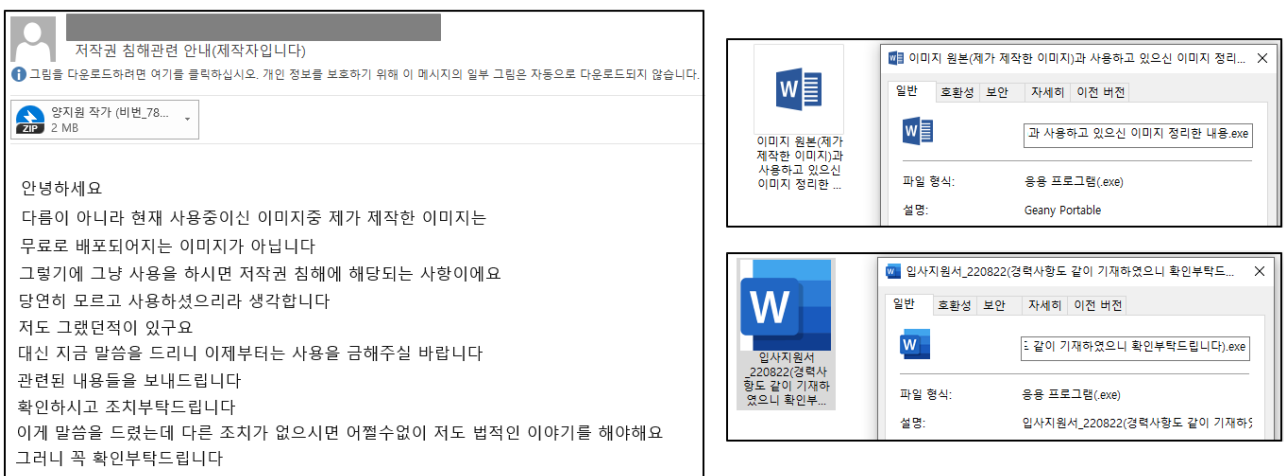 저작권 침해관련 안내(제작자입니다)
그림을 다운로드하려면 여기를 클릭하십시오. 개인 정보를 보호하기 위해 이 메시지의 일부 그림은 자동으로 다운로드되지 않습니다.
양지원 작가 (비번_78...
ZIP
2 MB
안녕하세요
다름이 아니라 현재 사용중이신 이미지중 제가 제작한 이미지는
무료로 배포되어지는 이미지가 아닙니다
그렇기에 그냥 사용을 하시면 저작권 침해에 해당되는 사항이에요
당연히 모르고 사용하셨으리라 생각합니다
저도 그랬던적이 있구요
대신 지금 말씀을 드리니 이제부터는 사용을 금해주실 바랍니다
관련된 내용들을 보내드립니다
확인하시고 조치부탁드립니다
이게 말씀을 드렸는데 다른 조치가 없으시면 어쩔수없이 저도 법적인 이야기를 해야해요
그러니 꼭 확인부탁드립니다
W
이미지 원본(제가
제작한 이미지)과
사용하고 있으신
이미지 정리한 ...
이미지 원본(제가 제작한 이미지)과 사용하고 있으신 이미지 정리...
일반 호환성 보안 자세히 이전 버전
W
과 사용하고 있으신 이미지 정리한 내용.exe
파일 형식: 응용 프로그램(.exe)
설명: Geany Portable
W
입사지원서
_220822(경력사
항도 같이 기재하
였으니 확인부...
입사지원서_220822(경력사항도 같이 기재하였으니 확인부탁드...
일반 호환성 보안 자세히 이전 버전
W
같이 기재하였으니 확인부탁드립니다).exe
파일 형식: 응용 프로그램(.exe)
설명: 입사지원서_220822(경력사항도 같이 기재하였